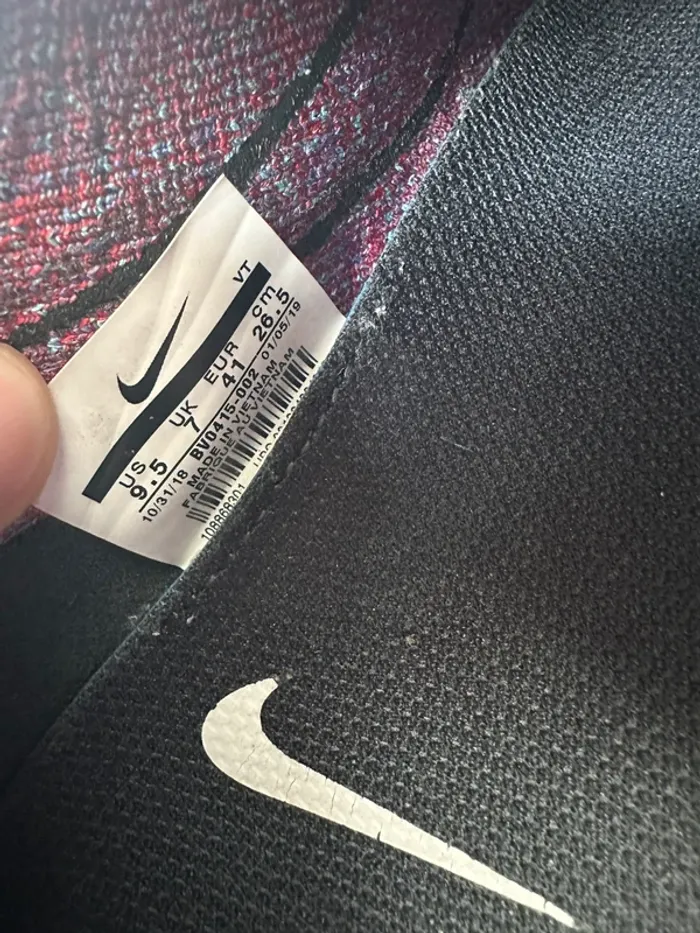 VT
US UK EUR cm
9.5 7 41 26.5
10/31/18 BV0415-002 01/05/19
MADE IN VIETNAM
FABRIQUE AU VIETNAM
108868301